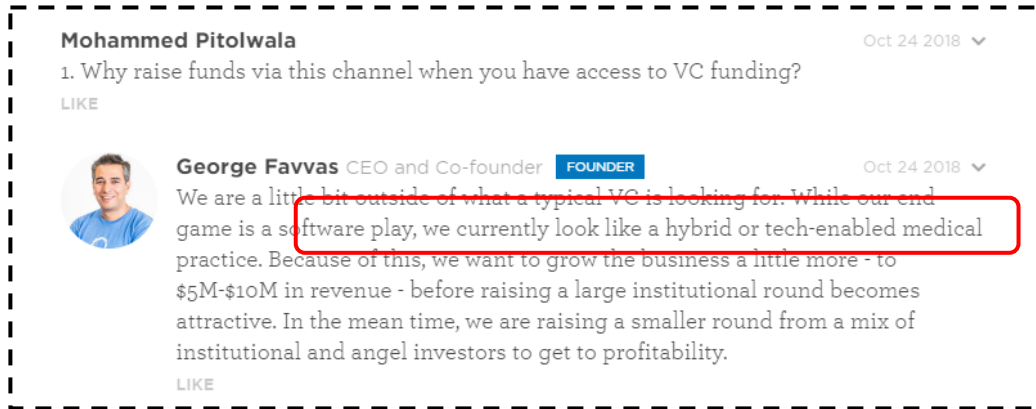 Mohammed Pitolwala Oct 24 2018
1. Why raise funds via this channel when you have access to VC funding?
LIKE
George Favvas CEO and Co-founder FOUNDER Oct 24 2018
We are a little bit outside of what a typical VC is looking for. While our end
game is a software play, we currently look like a hybrid or tech-enabled medical
practice. Because of this, we want to grow the business a little more - to
$5M-$10M in revenue - before raising a large institutional round becomes
attractive. In the mean time, we are raising a smaller round from a mix of
institutional and angel investors to get to profitability.
LIKE